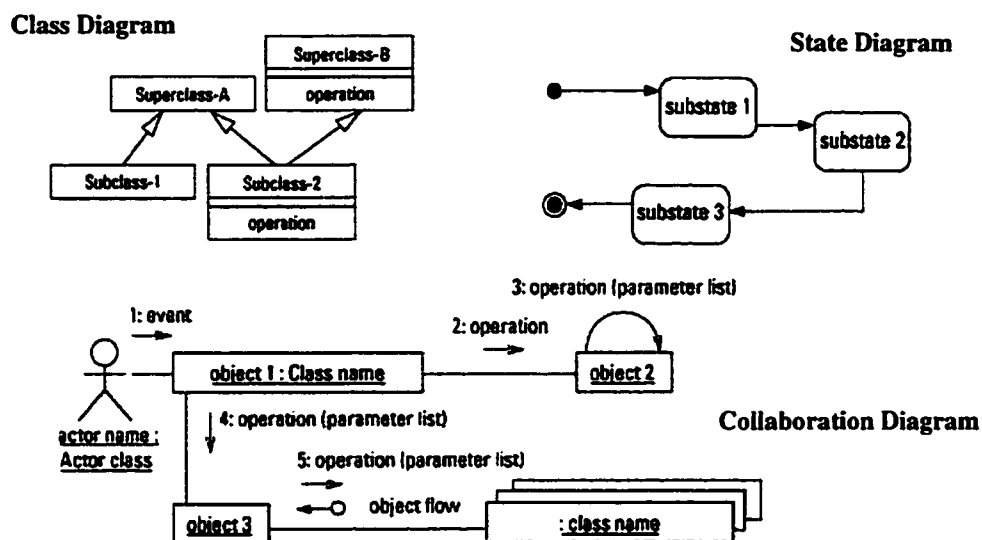 Class Diagram
Superclass-A
Superclass-B
operation
Subclass-1
Subclass-2
operation
State Diagram
substate 1
substate 2
substate 3
1: event
2: operation
3: operation (parameter list)
object 1 : Class name
object 2
actor name :
Actor class
4: operation (parameter list)
Collaboration Diagram
5: operation (parameter list)
object flow
object 3
: class name